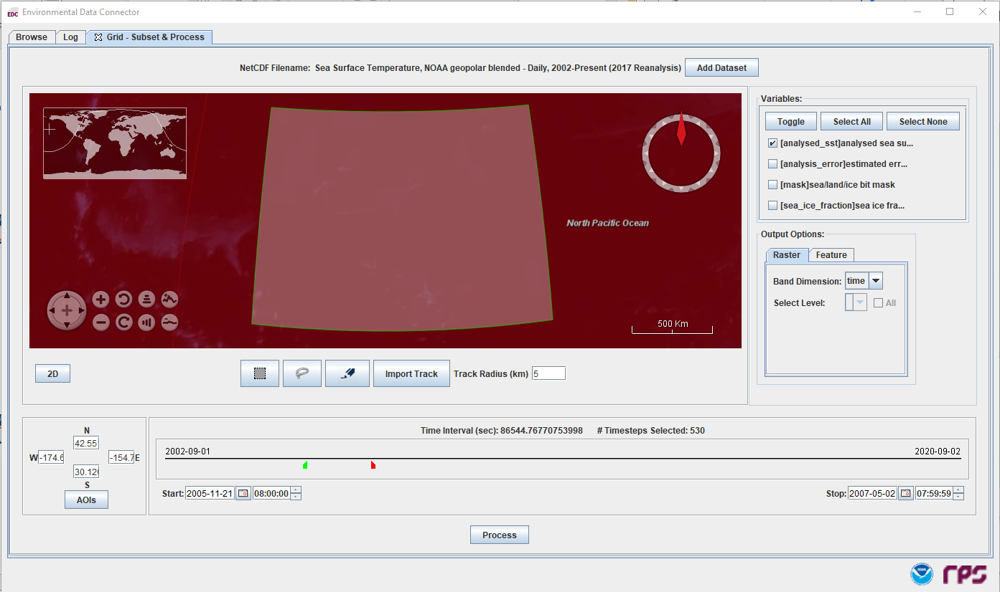 EDC Environmental Data Connector
Browse Log Grid - Subset & Process
NetCDF Filename: Sea Surface Temperature, NOAA geopolar blended - Daily, 2002-Present (2017 Reanalysis) Add Dataset
North Pacific Ocean
500 Km
2D Import Track Track Radius (km) 5
Variables:
Toggle Select All Select None
[analysed_sst]analysed sea su...
[analysis_error]estimated err...
[mask]sea/land/ice bit mask
[sea_ice_fraction]sea ice fra...
Output Options:
Raster Feature
Band Dimension: time
Select Level: All
N
42.55
W -174.6 -154.7 E
30.12
S
AOIs
Time Interval (sec): 86544.76770753998 # Timesteps Selected: 530
2002-09-01 2020-09-02
Start: 2005-11-21 08:00:00 Stop: 2007-05-02 07:59:59
Process
rps